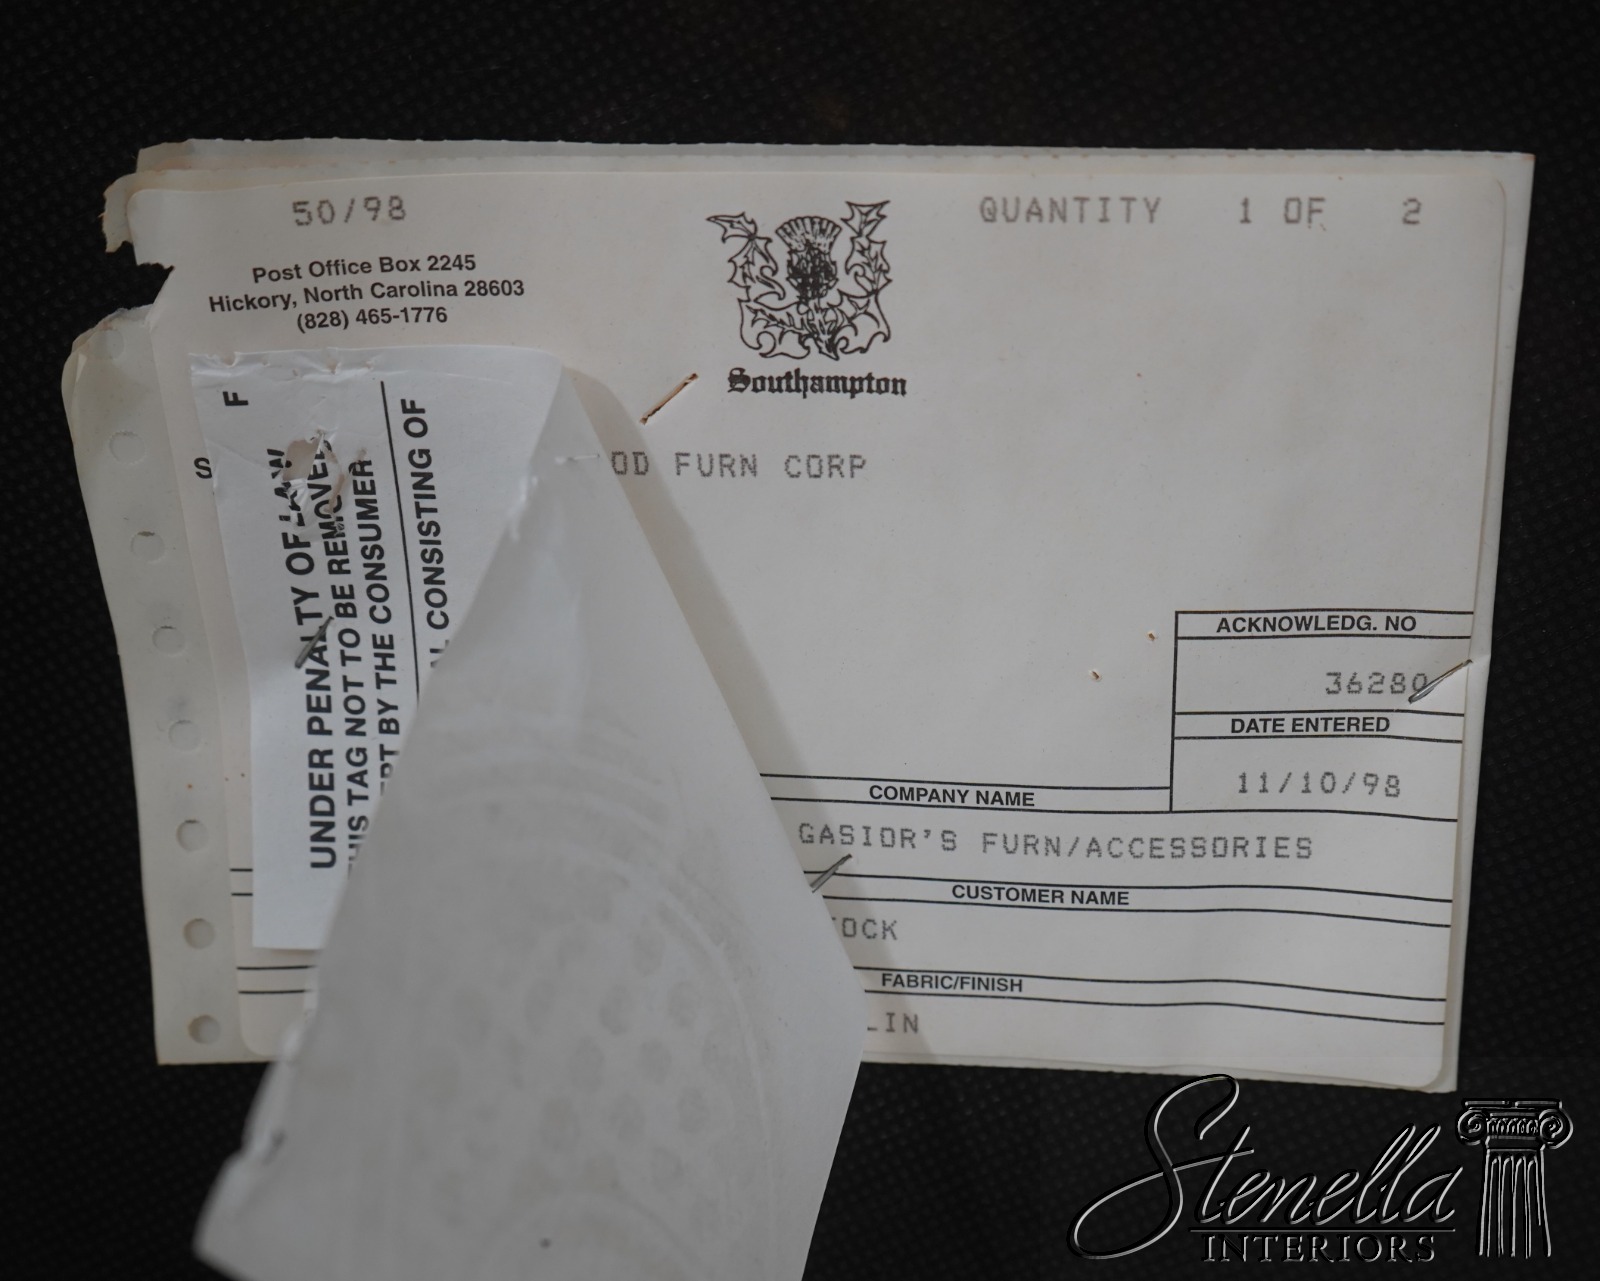 50/98
QUANTITY 1 OF 2
Post Office Box 2245
Hickory, North Carolina 28603
(828) 465-1776
Southampton
F
S
OD FURN CORP
UNDER PENALTY OF LAW
HIS TAG NOT TO BE REMOVED
EPT BY THE CONSUMER
L CONSISTING OF
ACKNOWLEDG. NO
36280
DATE ENTERED
11/10/98
COMPANY NAME
GASIOR'S FURN/ACCESSORIES
CUSTOMER NAME
OCK
FABRIC/FINISH
LIN
Stenella
INTERIORS